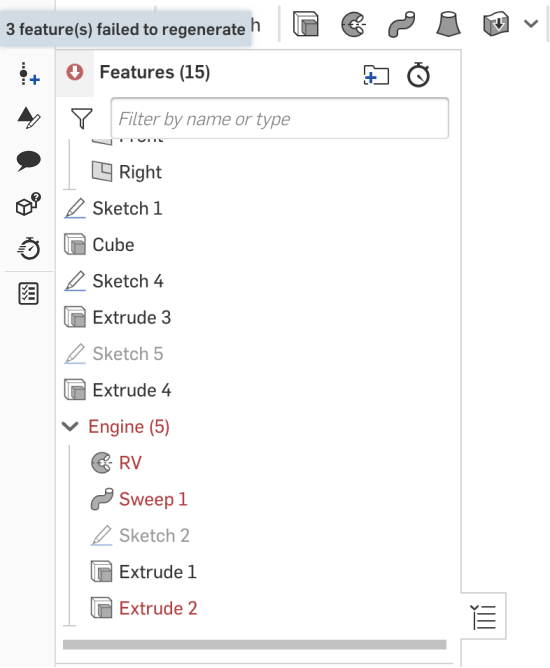 3 feature(s) failed to regenerate
Features (15)
Filter by name or type
Front
Right
Sketch 1
Cube
Sketch 4
Extrude 3
Sketch 5
Extrude 4
Engine (5)
RV
Sweep 1
Sketch 2
Extrude 1
Extrude 2